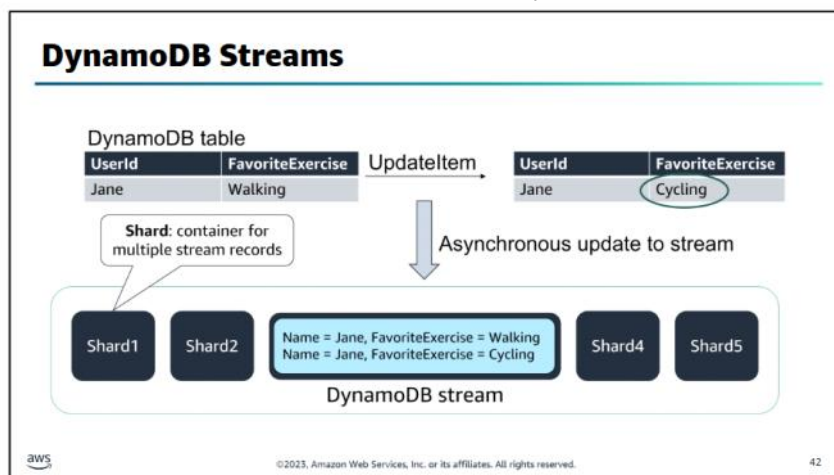 DynamoDB Streams
DynamoDB table
UserId FavoriteExercise
Jane Walking
UpdateItem
UserId FavoriteExercise
Jane Cycling
Shard: container for
multiple stream records
Asynchronous update to stream
Shard1
Shard2
Name = Jane, FavoriteExercise = Walking
Name = Jane, FavoriteExercise = Cycling
Shard4
Shard5
DynamoDB stream
aws
©2023, Amazon Web Services, Inc. or its affiliates. All rights reserved.
42